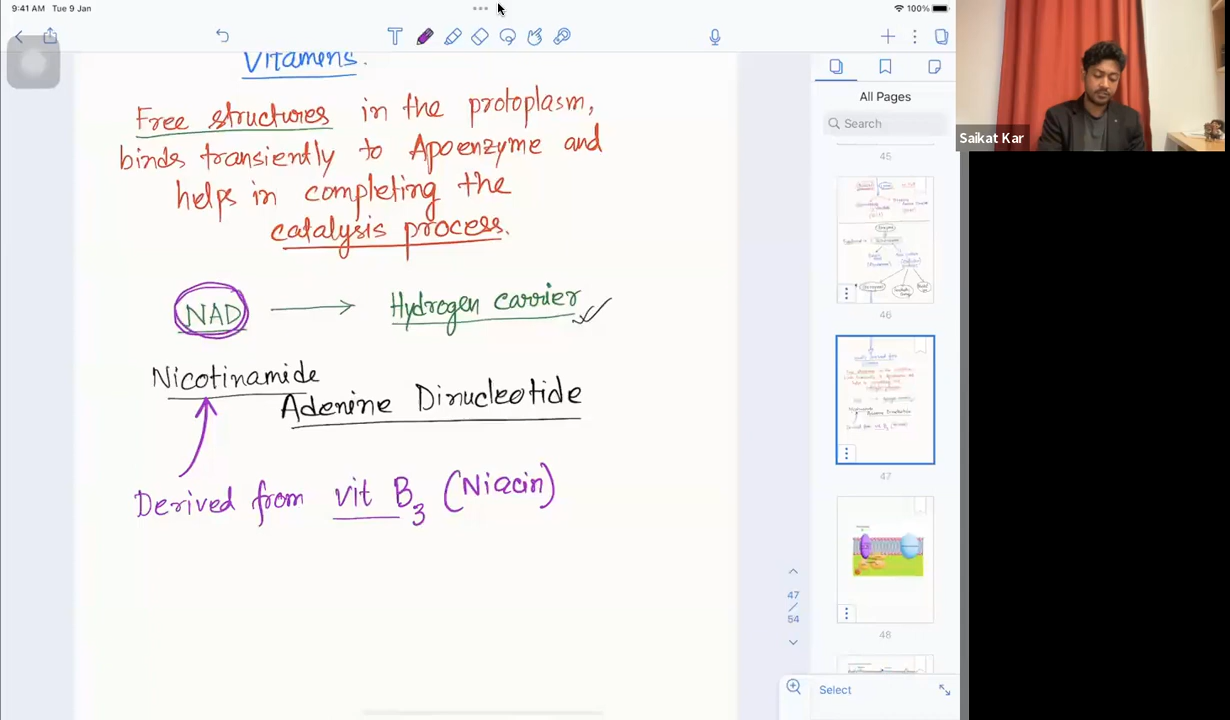 9:41 AM Tue 9 Jan
100%
Vitamens.
Free structures in the protoplasm,
binds transiently to Apoenzyme and
helps in completing the
catalysis process.
NAD → Hydrogen carrier
Nicotinamide
Adenine Dinucleotide
Derived from vit B3 (Niacin)
All Pages
Search
45
46
47
48
47
/
54
Select
Saikat Kar